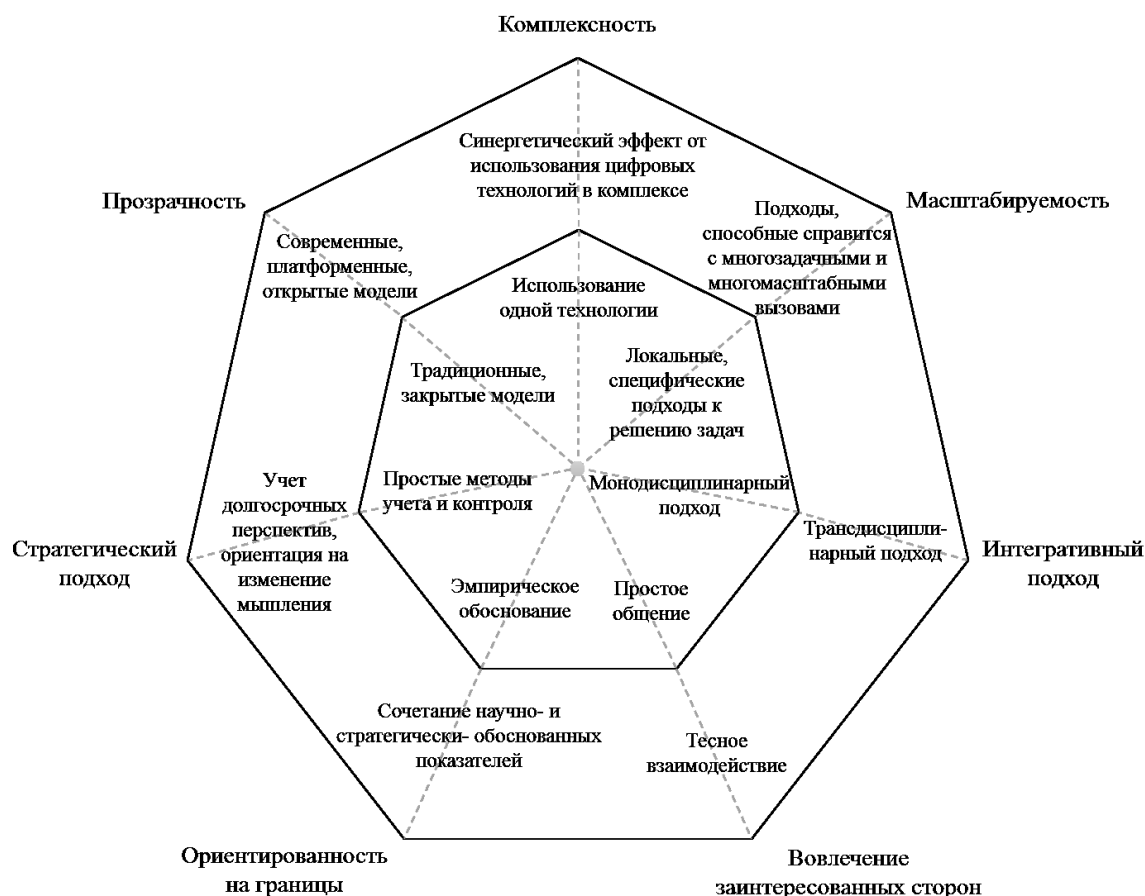 Комплексность
Синергетический эффект от
использования цифровых
технологий в комплексе
Прозрачность
Масштабируемость
Современные,
платформенные,
открытые модели
Подходы,
способные справится
с многозадачными и
многомасштабными
вызовами
Использование
одной технологии
Традиционные,
закрытые модели
Локальные,
специфические
подходы к
решению задач
Простые методы
учета и контроля
Монодисциплинарный
подход
Учет
долгосрочных
перспектив,
ориентация на
изменение
мышления
Трансдисципли-
нарный подход
Стратегический
подход
Интегративный
подход
Эмпирическое
обоснование
Простое
общение
Сочетание научно- и
стратегически- обоснованных
показателей
Тесное
взаимодействие
Ориентированность
на границы
Вовлечение
заинтересованных сторон